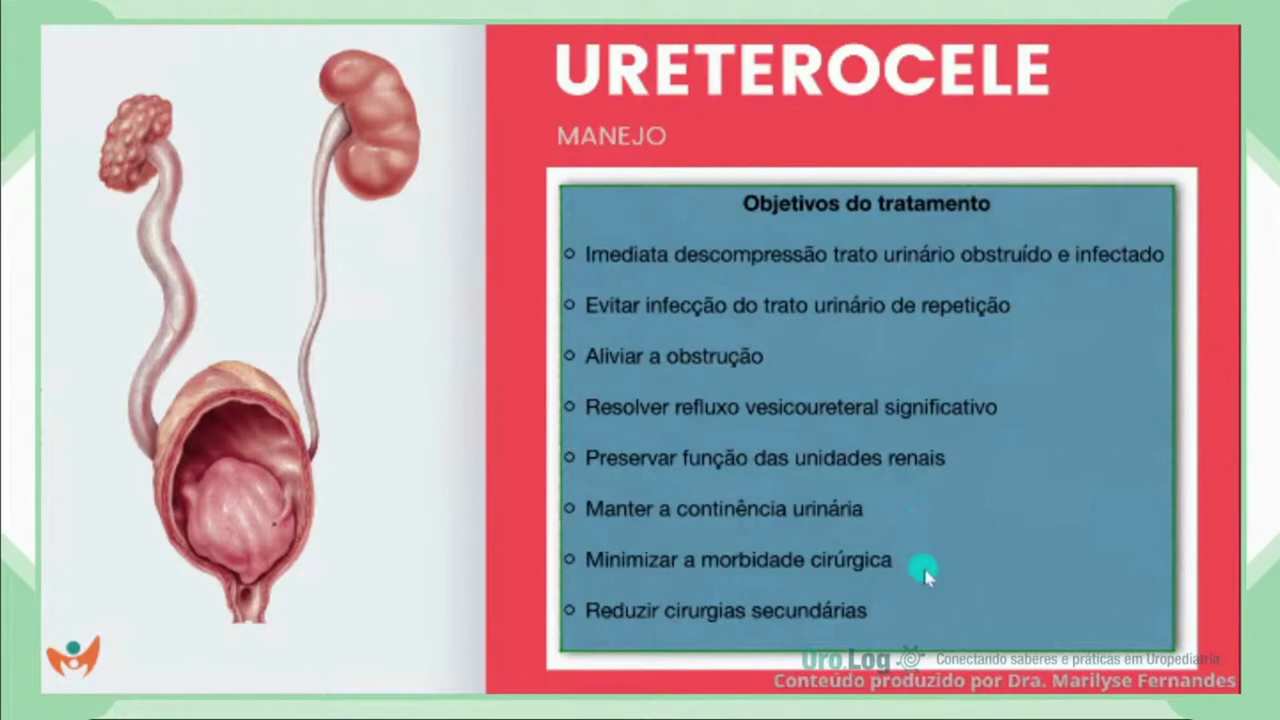 URETEROCELE
MANEJO
Objetivos do tratamento
Imediata descompressão trato urinário obstruído e infectado
Evitar infecção do trato urinário de repetição
Aliviar a obstrução
Resolver refluxo vesicoureteral significativo
Preservar função das unidades renais
Manter a continência urinária
Minimizar a morbidade cirúrgica
Reduzir cirurgias secundárias
Uro.Log Conectando saberes e práticas em Uropediatria
Conteúdo produzido por Dra. Marilyse Fernandes